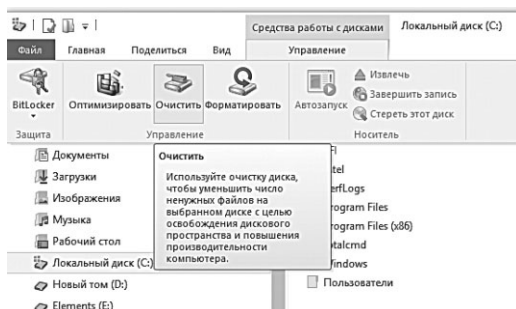 Средства работы с дисками Локальный диск (C:)
Файл Главная Поделиться Вид Управление
BitLocker Оптимизировать Очистить Форматировать Автозапуск
Извлечь
Завершить запись
Стереть этот диск
Защита Управление Носитель
Документы
Загрузки
Изображения
Музыка
Рабочий стол
Локальный диск (C:)
Новый том (D:)
Elements (E:)
Очистить
Используйте очистку диска,
чтобы уменьшить число
ненужных файлов на
выбранном диске с целью
освобождения дискового
пространства и повышения
производительности
компьютера.
tel
erfLogs
rogram Files
rogram Files (x86)
otalcmd
indows
Пользователи